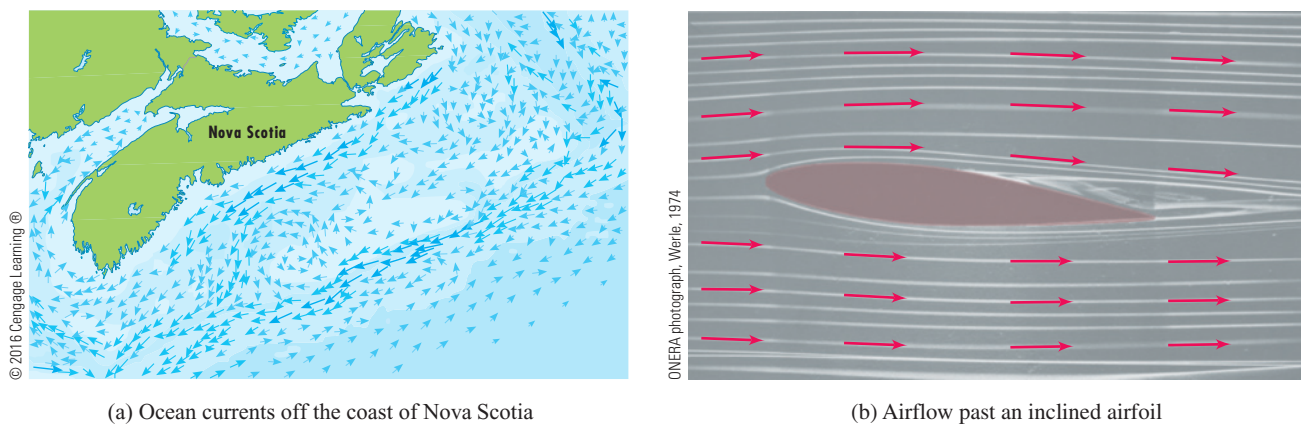 © 2016 Cengage Learning ®
Nova Scotia
(a) Ocean currents off the coast of Nova Scotia
ONERA photograph, Werle, 1974
(b) Airflow past an inclined airfoil